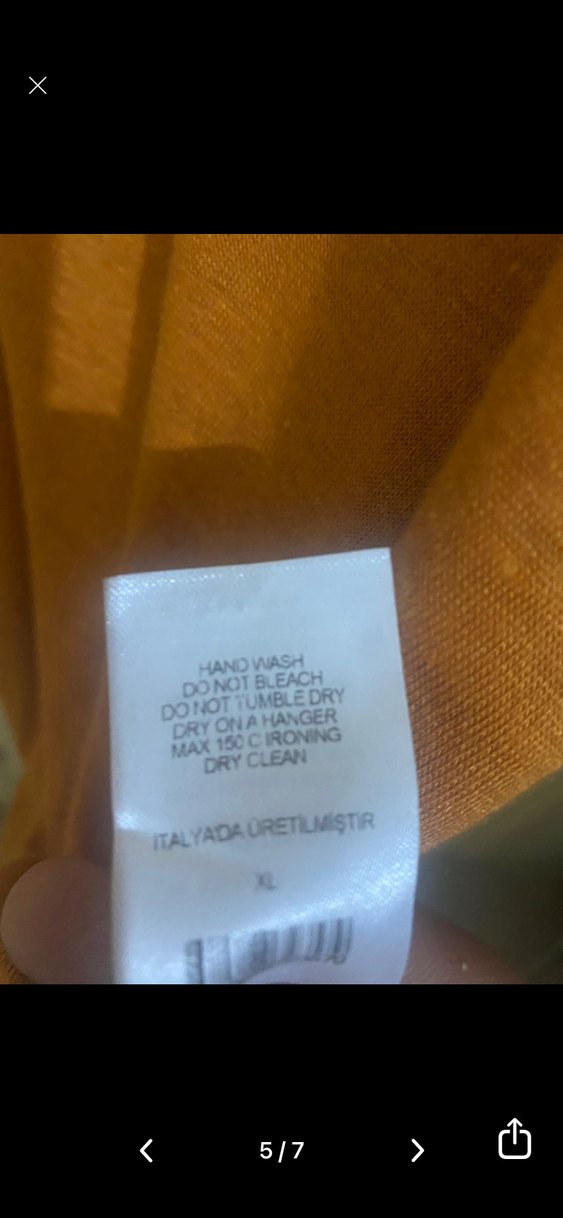 HAND WASH
DO NOT BLEACH
DO NOT TUMBLE DRY
DRY ON A HANGER
MAX 150 C IRONING
DRY CLEAN
İTALYA'DA ÜRETİLMİŞTİR
XL
5 / 7